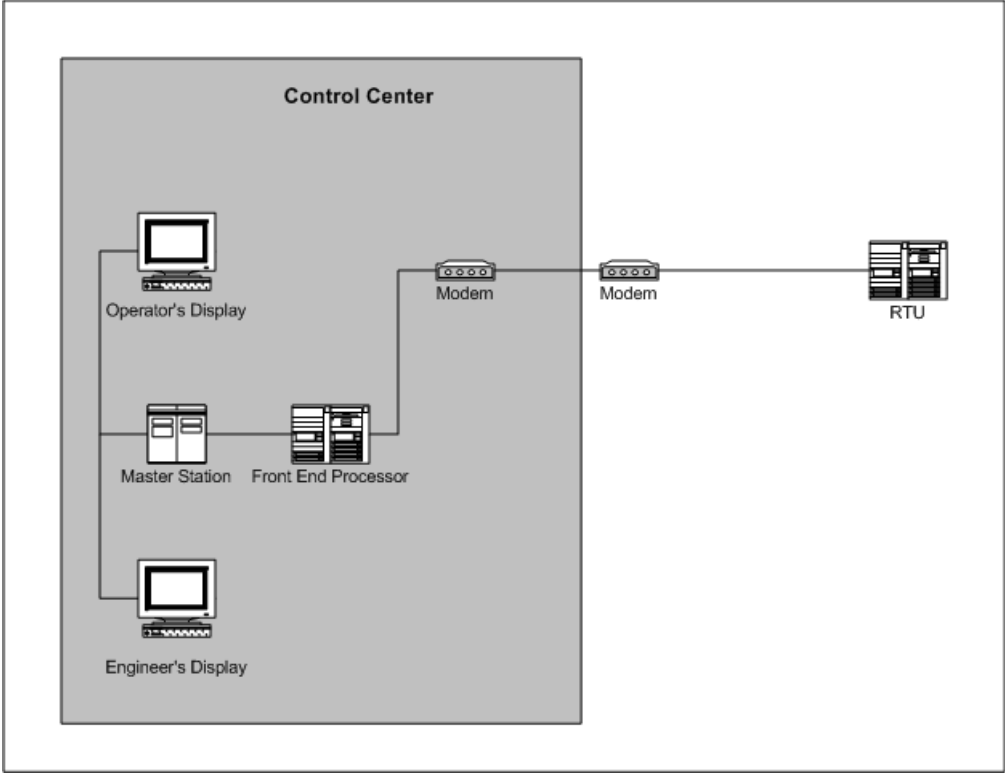 Control Center
Operator's Display
Modem
Modem
RTU
Master Station
Front End Processor
Engineer's Display